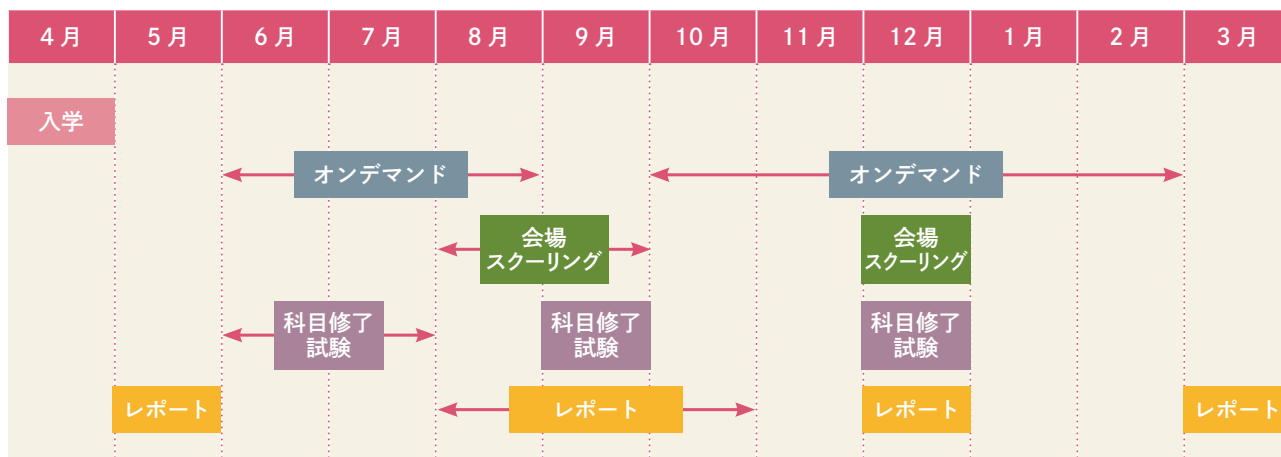 4月 5月 6月 7月 8月 9月 10月 11月 12月 1月 2月 3月
入学
オンデマンド オンデマンド
会場
スクーリング
会場
スクーリング
科目修了
試験
科目修了
試験
科目修了
試験
レポート レポート レポート レポート